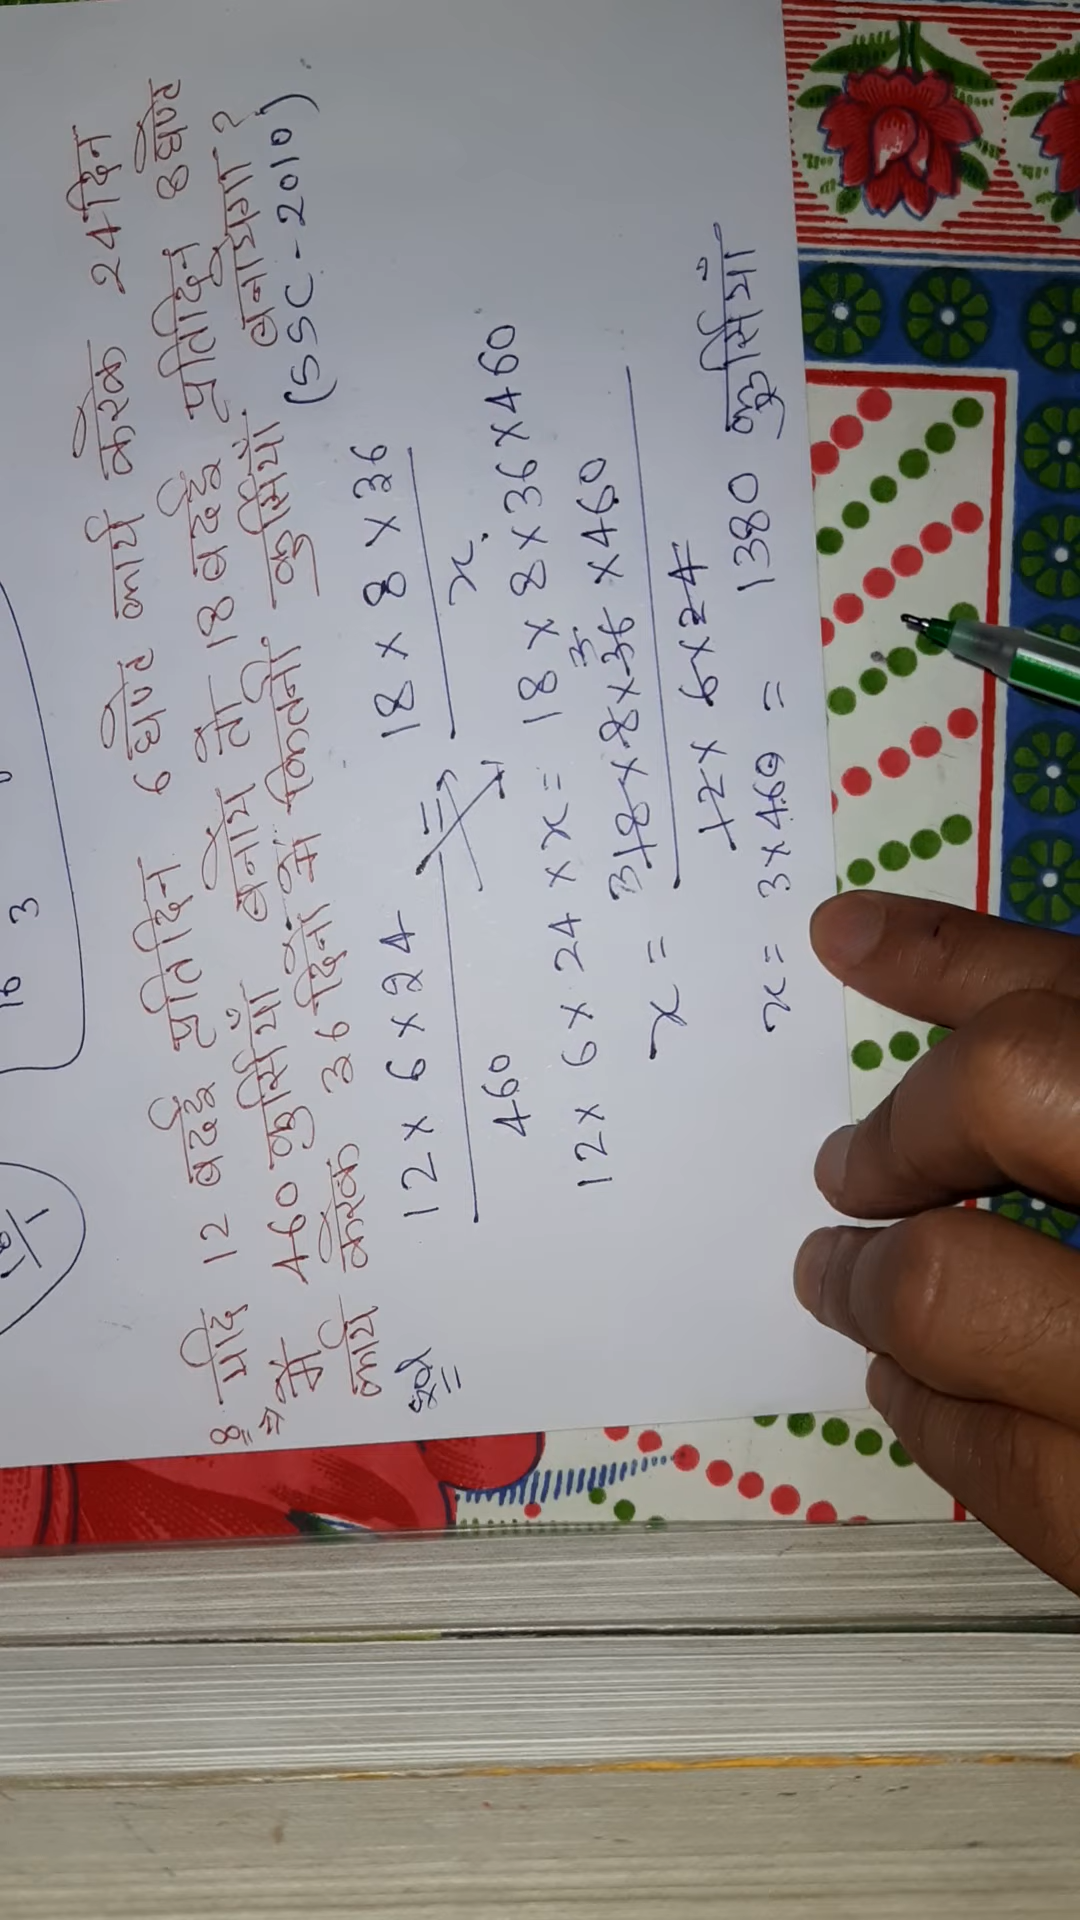 16 3
8 यदि 12 बढ़ई प्रतिदिन 6 घण्टे कार्य करके 24 दिन
⇒ में 460 कुर्सियाँ बनाये तो 18 बढ़ई प्रतिदिन 8 घण्टे
कार्य करके 36 दिनों में कितनी कुर्सियाँ बनायेगा ?
(SSC - 2010)
हल 12 × 6 × 24 / 460 = 18 × 8 × 36 / x
12 × 6 × 24 × x = 18 × 8 × 36 × 460
x = 18 × 8 × 36 × 460 / 12 × 6 × 24
3 3
x = 3 × 460 = 1380 कुर्सियाँ